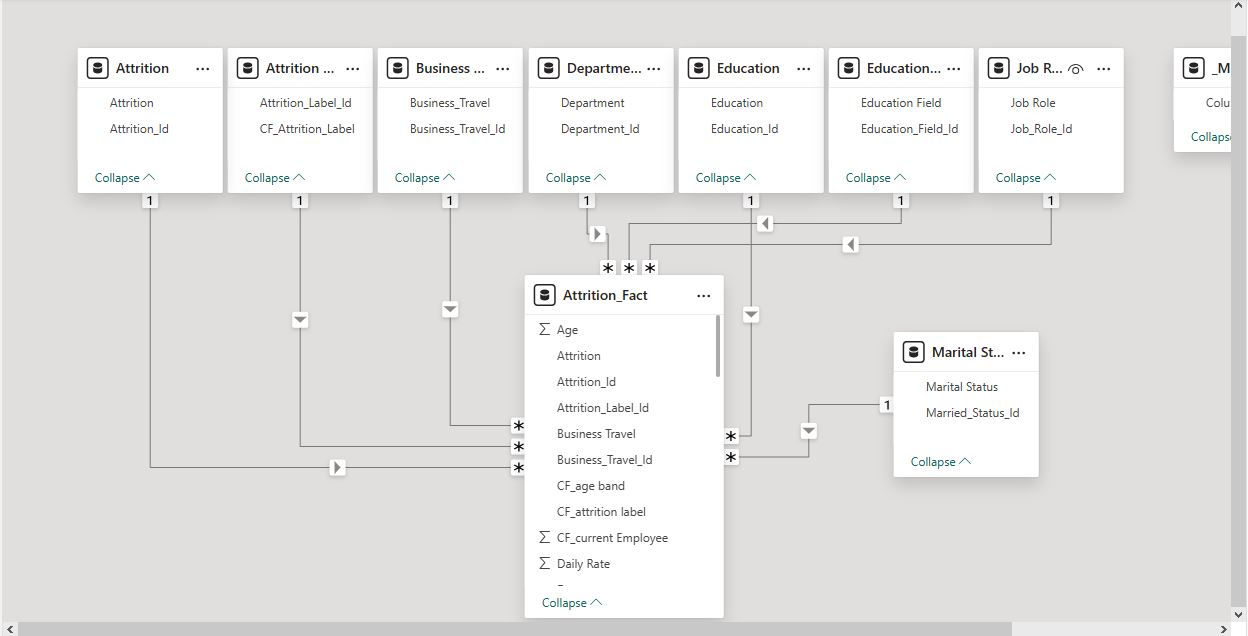 Attrition ...
Attrition
Attrition_Id
Collapse
Attrition ... ...
Attrition_Label_Id
CF_Attrition_Label
Collapse
Business ... ...
Business_Travel
Business_Travel_Id
Collapse
Departme... ...
Department
Department_Id
Collapse
Education ...
Education
Education_Id
Collapse
Education... ...
Education Field
Education_Field_Id
Collapse
Job R... ...
Job Role
Job_Role_Id
Collapse
_M
Colu
Collaps
1 1 1 1 1 1 1
* * *
Attrition_Fact ...
Σ Age
Attrition
Attrition_Id
Attrition_Label_Id
Business Travel
Business_Travel_Id
CF_age band
CF_attrition label
Σ CF_current Employee
Σ Daily Rate
Collapse
*
*
*
*
*
1
Marital St... ...
Marital Status
Married_Status_Id
Collapse